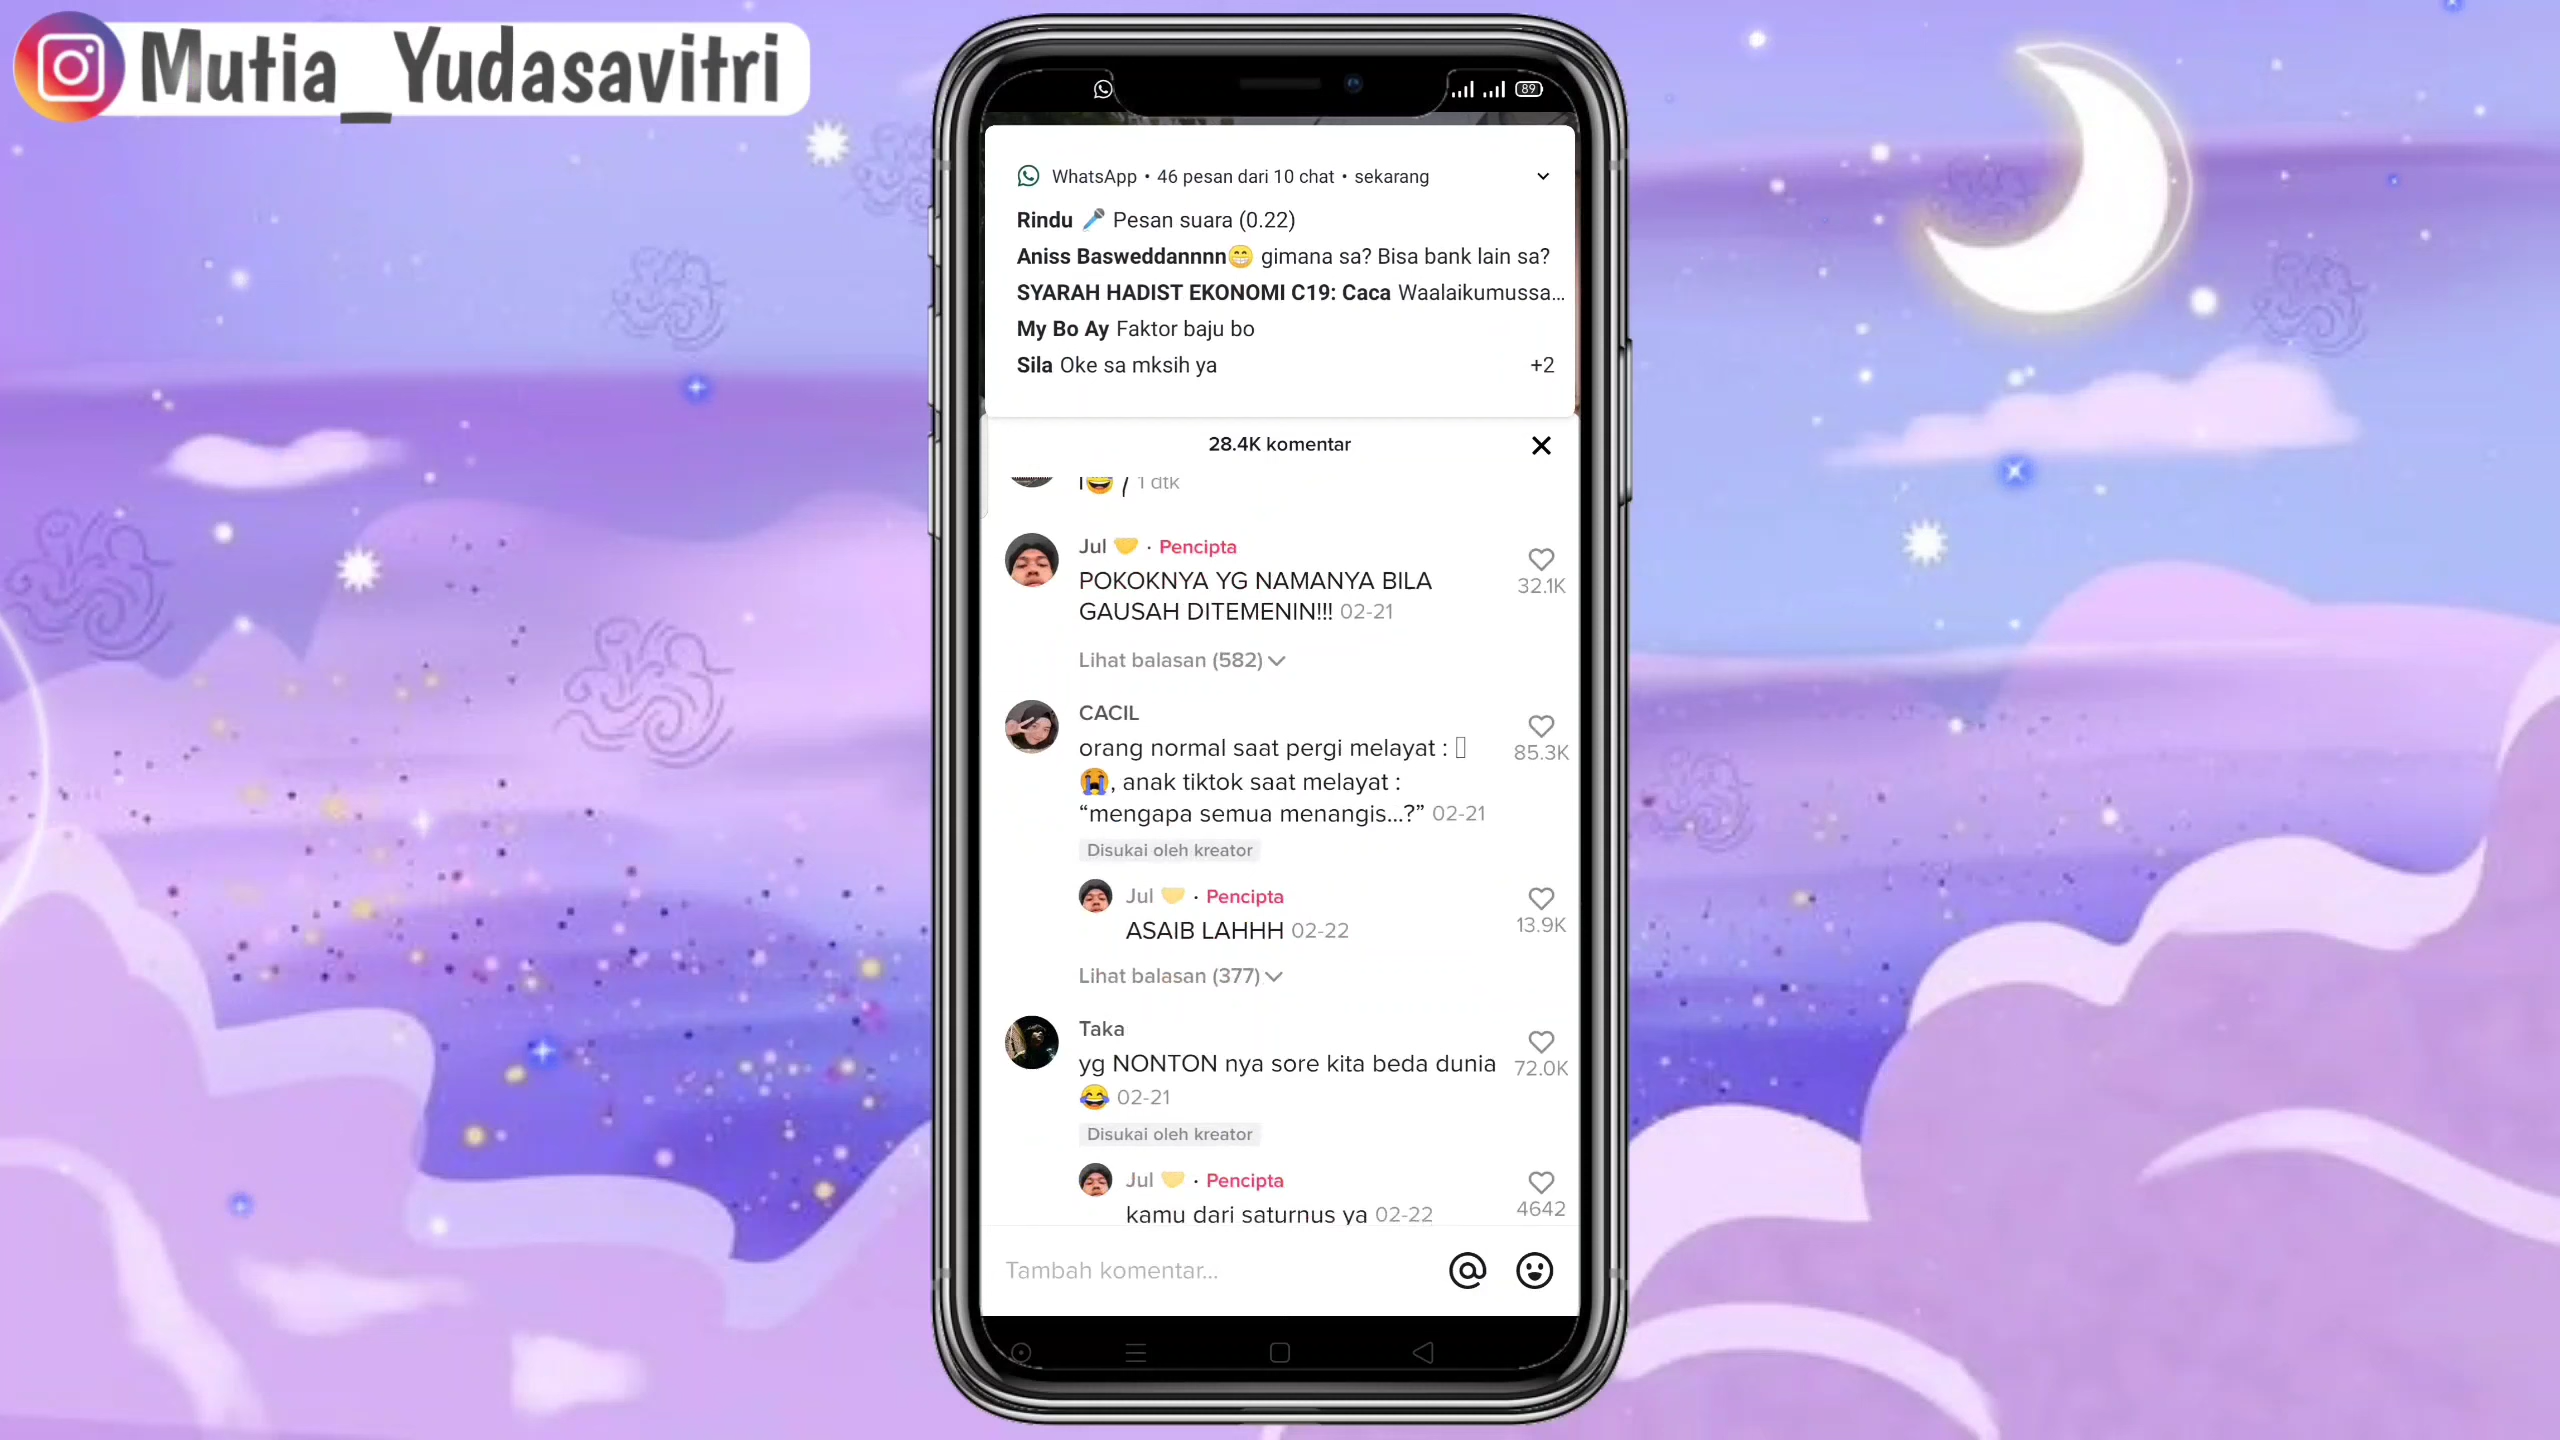 Mutia_Yudasavitri
89
WhatsApp • 46 pesan dari 10 chat • sekarang
Rindu 🎤 Pesan suara (0.22)
Aniss Basweddannnn😁 gimana sa? Bisa bank lain sa?
SYARAH HADIST EKONOMI C19: Caca Waalaikumussa...
My Bo Ay Faktor baju bo
Sila Oke sa mksih ya +2
28.4K komentar
1 dtk
Jul 🤝 · Pencipta
POKOKNYA YG NAMANYA BILA
GAUSAH DITEMENIN!!! 02-21
32.1K
Lihat balasan (582)
CACIL
orang normal saat pergi melayat :
😭, anak tiktok saat melayat :
“mengapa semua menangis...?” 02-21
85.3K
Disukai oleh kreator
Jul 🤝 · Pencipta
ASAIB LAHHH 02-22
13.9K
Lihat balasan (377)
Taka
yg NONTON nya sore kita beda dunia
😂 02-21
72.0K
Disukai oleh kreator
Jul 🤝 · Pencipta
kamu dari saturnus ya 02-22
4642
Tambah komentar...